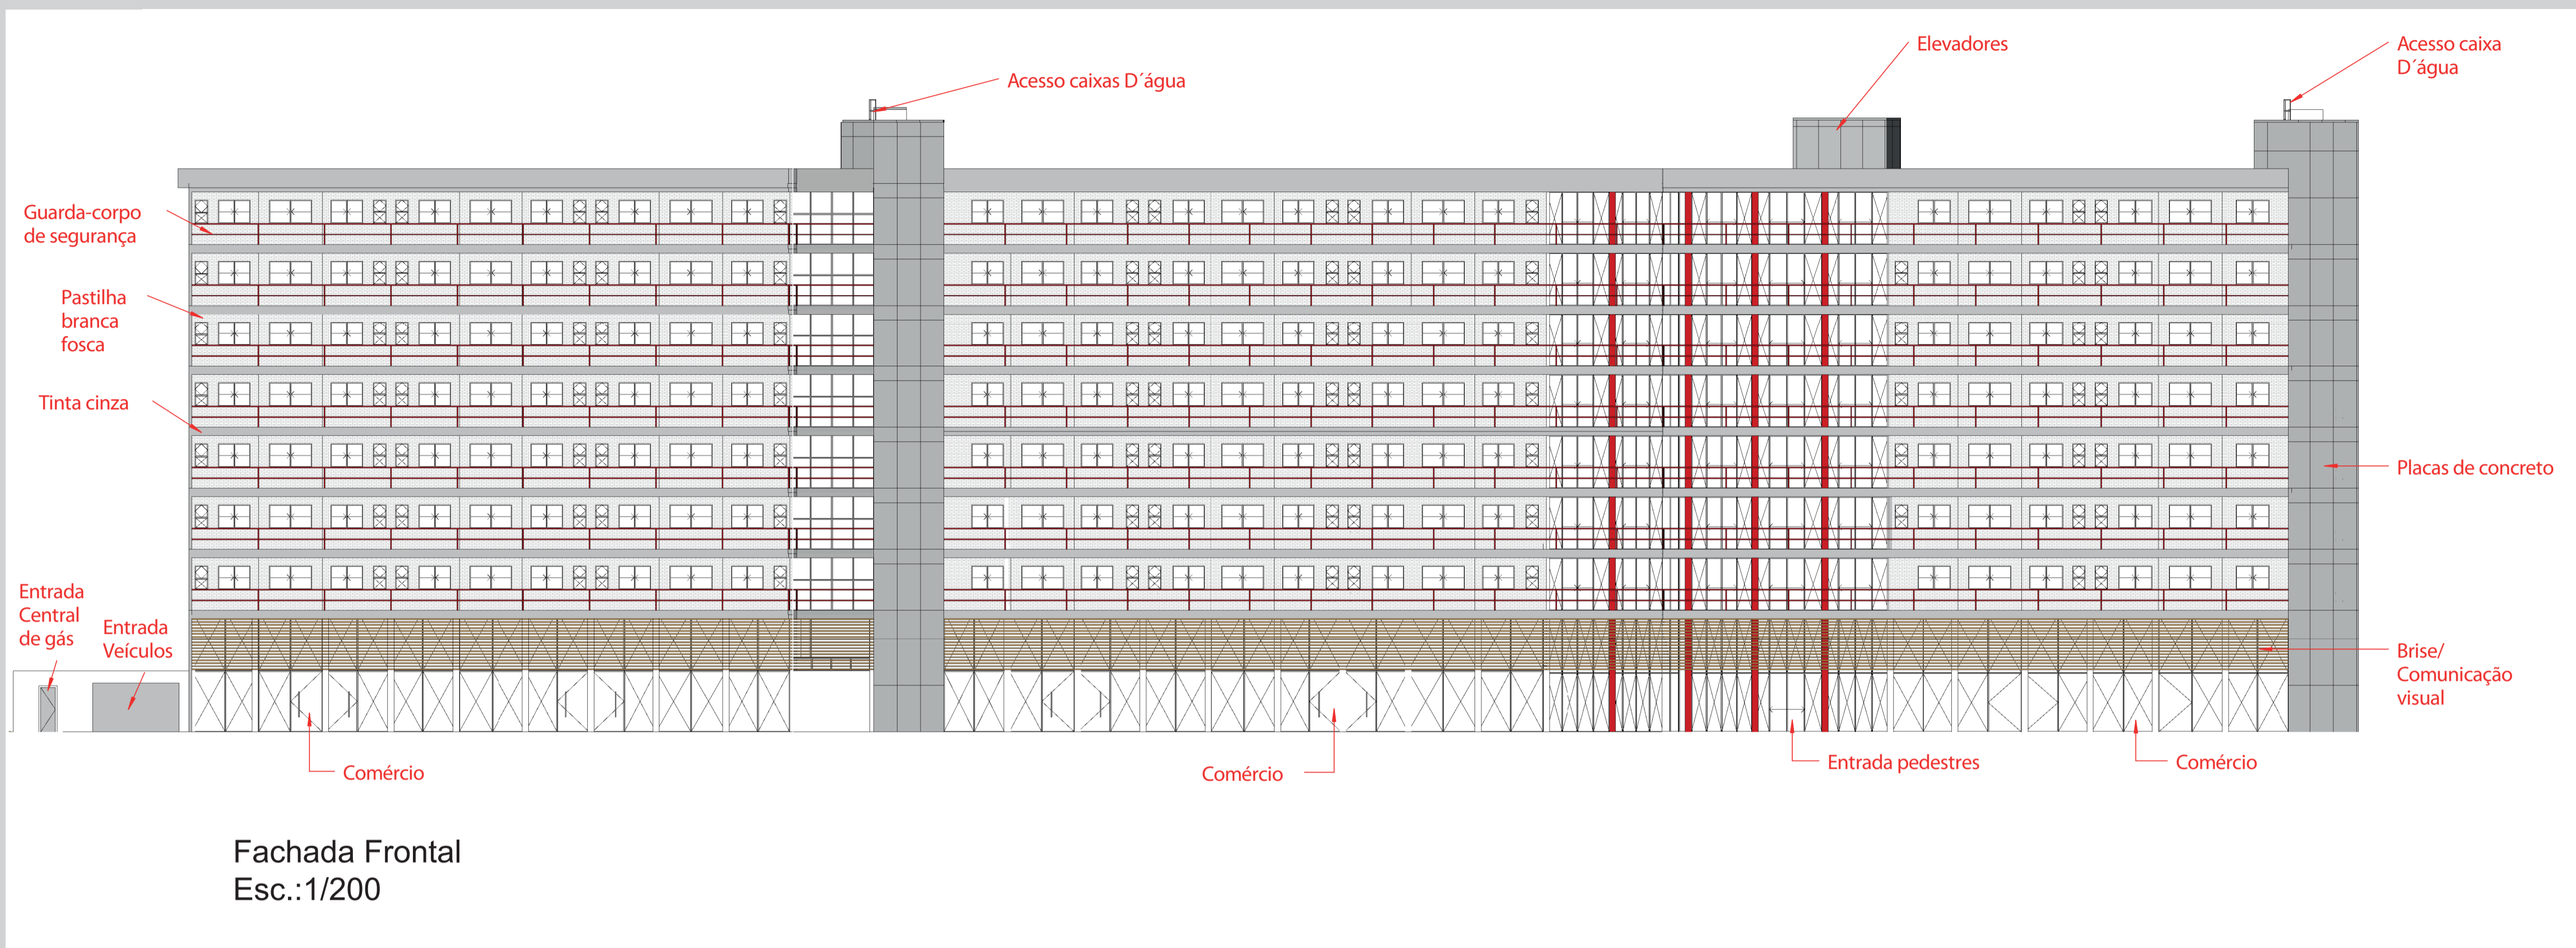 Elevadores
Acesso caixa
D´água
Acesso caixas D´água
Guarda-corpo
de segurança
Pastilha
branca
fosca
Tinta cinza
Placas de concreto
Entrada
Central
de gás
Entrada
Veículos
Brise/
Comunicação
visual
Comércio
Comércio
Entrada pedestres
Comércio
Fachada Frontal
Esc.:1/200